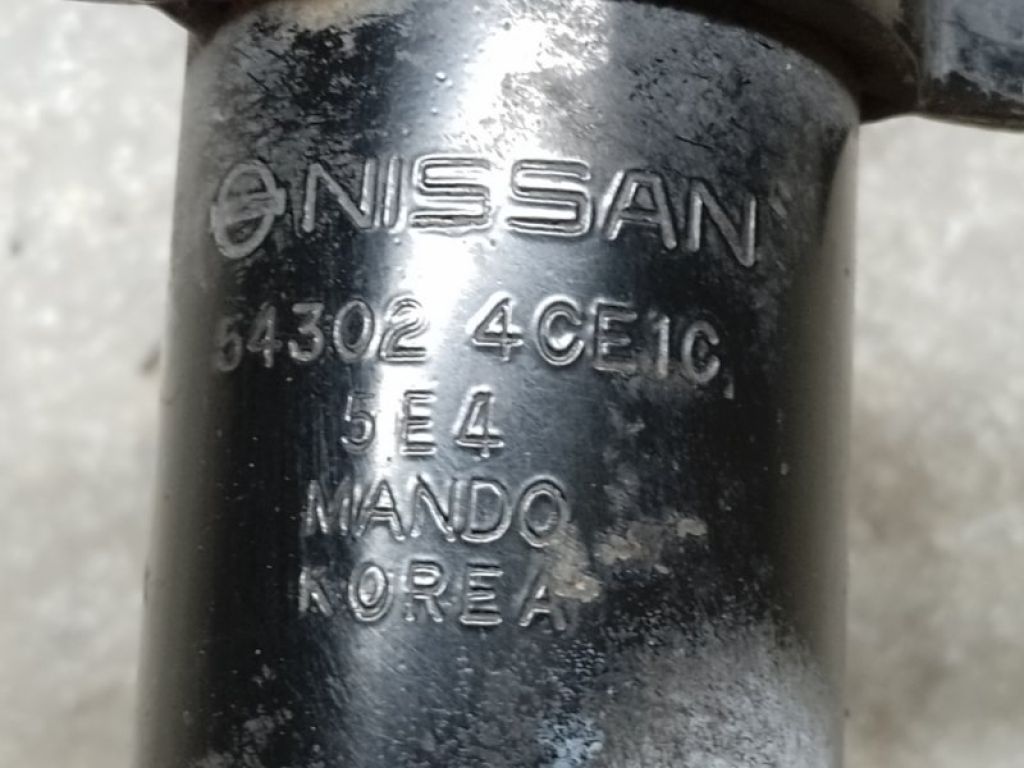 NISSAN
54302 4CE1C
5E4
MANDO
KOREA